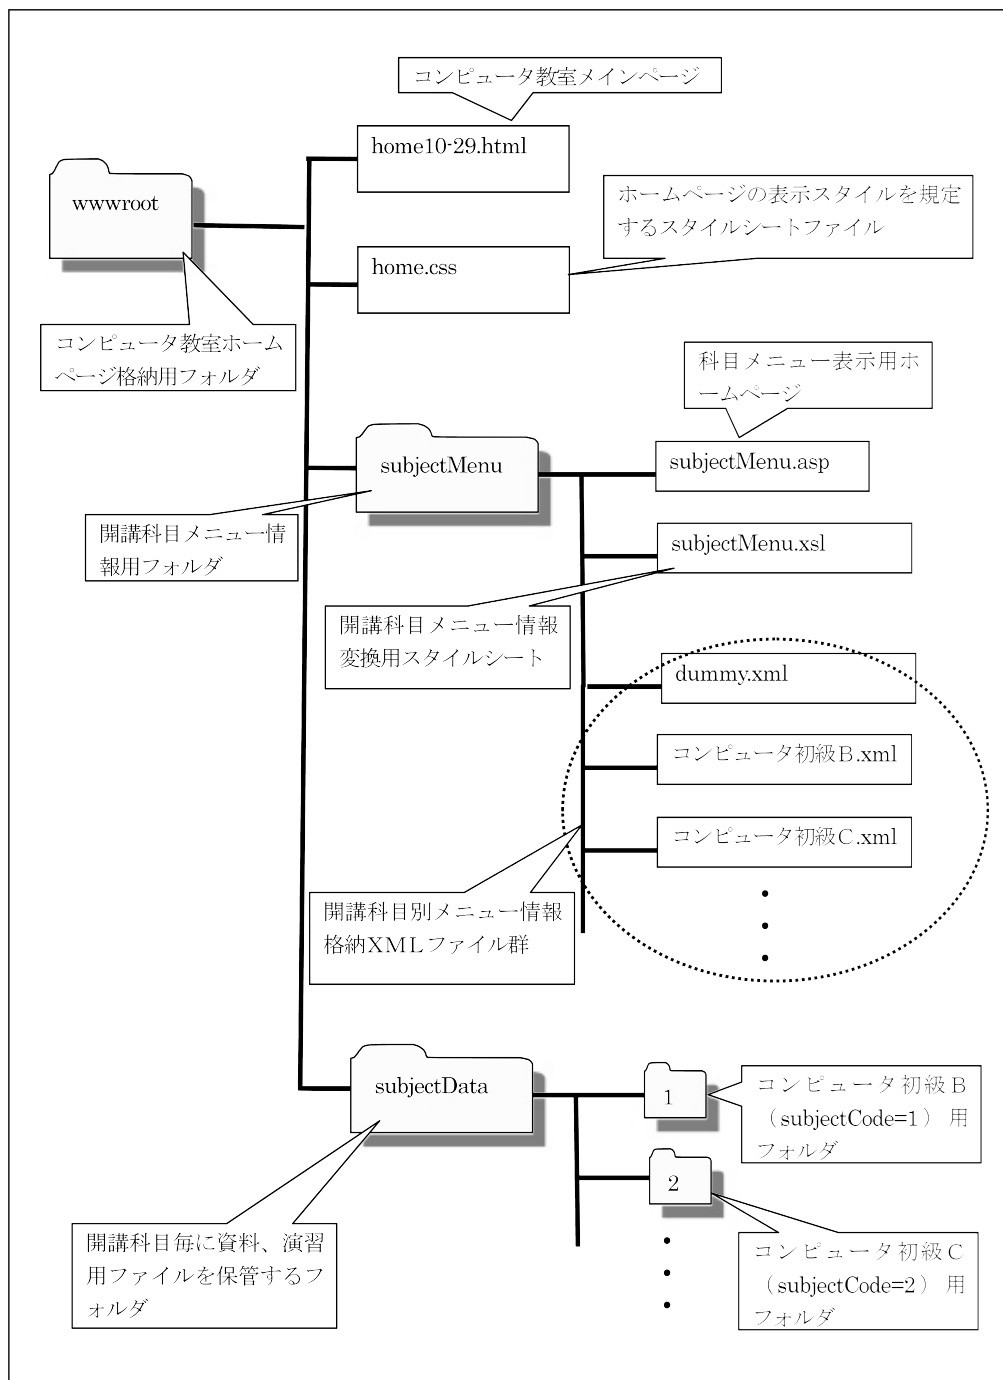 コンピュータ教室メインページ
home10-29.html
wwwroot
ホームページの表示スタイルを規定
するスタイルシートファイル
home.css
コンピュータ教室ホーム
ページ格納用フォルダ
科目メニュー表示用ホ
ームページ
subjectMenu
subjectMenu.asp
開講科目メニュー情
報用フォルダ
subjectMenu.xsl
開講科目メニュー情報
変換用スタイルシート
dummy.xml
コンピュータ初級B.xml
コンピュータ初級C.xml
開講科目別メニュー情報
格納XMLファイル群
subjectData
1
コンピュータ初級B
（subjectCode=1）用
フォルダ
2
開講科目毎に資料、演習
用ファイルを保管するフ
ォルダ
コンピュータ初級C
（subjectCode=2）用
フォルダ